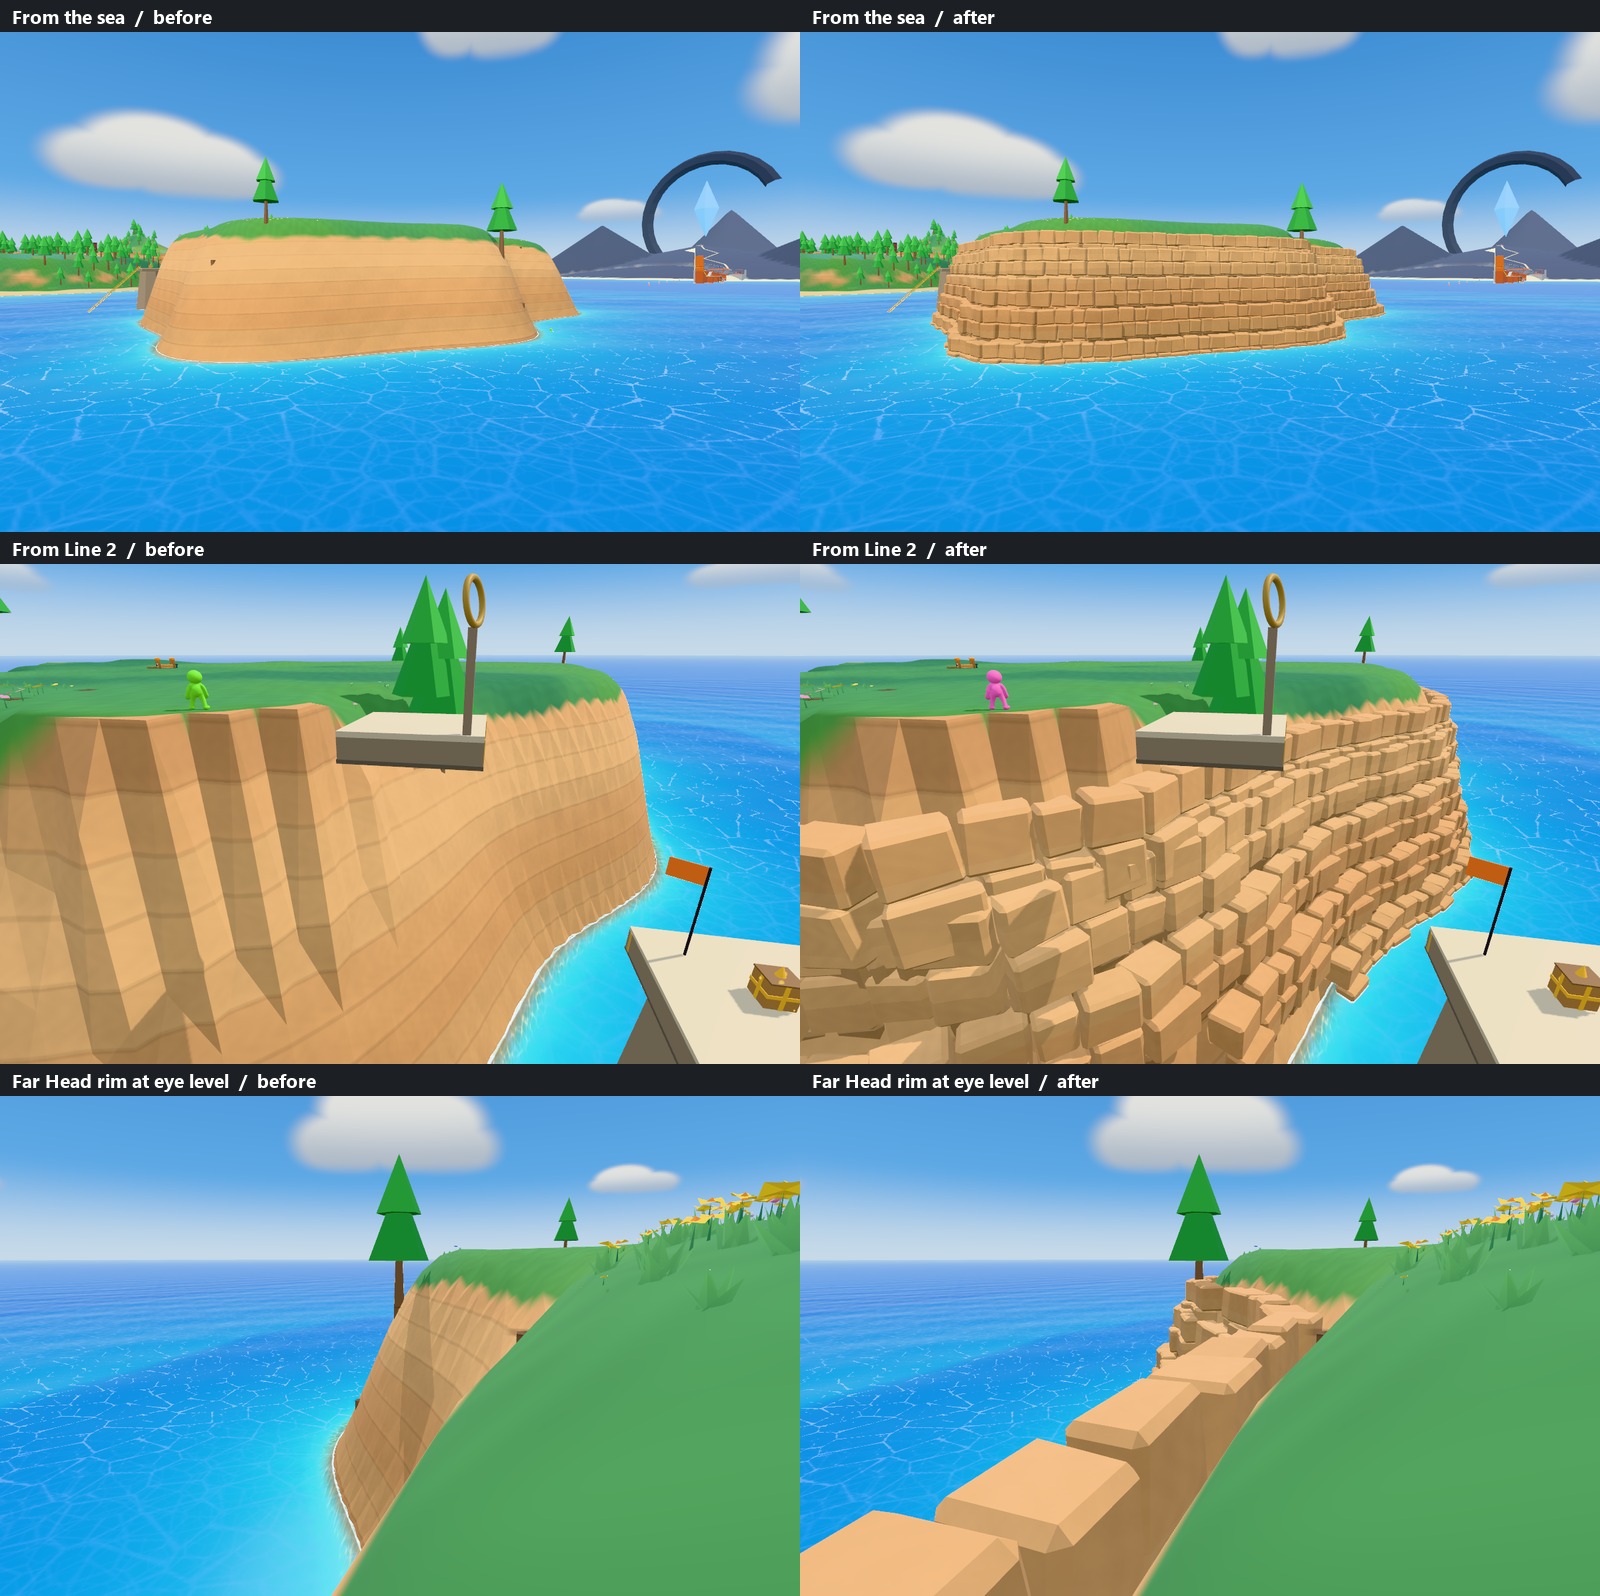 From the sea / before
From the sea / after
From Line 2 / before
From Line 2 / after
Far Head rim at eye level / before
Far Head rim at eye level / after